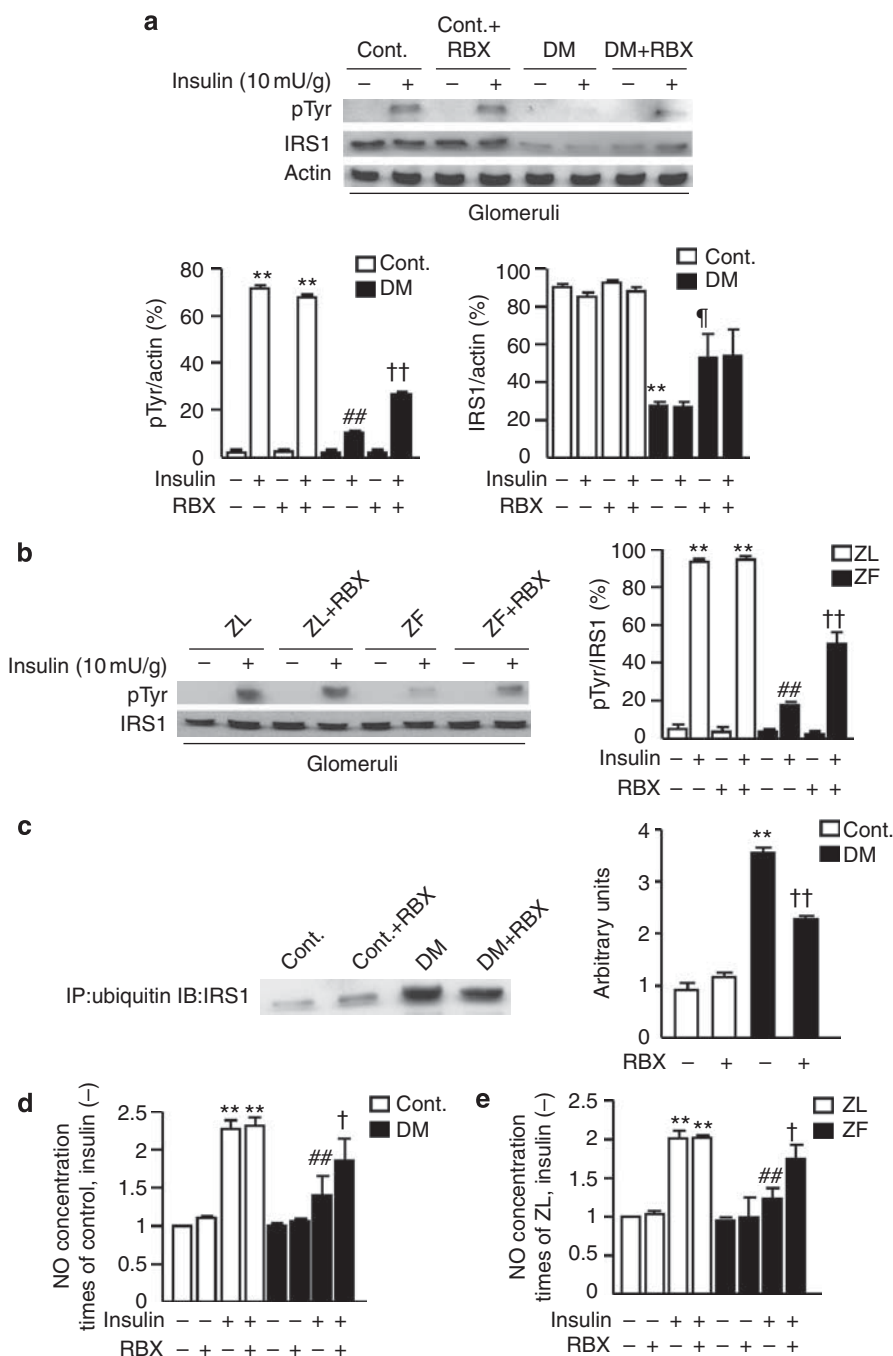 a
Cont. Cont.+ RBX DM DM+RBX
Insulin (10 mU/g) – + – + – + – +
pTyr
IRS1
Actin
Glomeruli
pTyr/actin (%)
80
60
40
20
0
** ** ## ††
Cont.
DM
Insulin – + – + – + – +
RBX – – + + – – + +
IRS1/actin (%)
100
80
60
40
20
0
** ¶
Cont.
DM
Insulin – + – + – + – +
RBX – – + + – – + +
b
ZL ZL+RBX ZF ZF+RBX
Insulin (10 mU/g) – + – + – + – +
pTyr
IRS1
Glomeruli
pTyr/IRS1 (%)
100
80
60
40
20
0
** ** ## ††
ZL
ZF
Insulin – + – + – + – +
RBX – – + + – – + +
c
Cont. Cont.+RBX DM DM+RBX
IP:ubiquitin IB:IRS1
Arbitrary units
4
3
2
1
0
** ††
Cont.
DM
RBX – + – +
d
NO concentration
times of control, insulin (–)
2.5
2
1.5
1
0.5
0
** ** ## †
Cont.
DM
Insulin – – + + – – + +
RBX – + – + – + – +
e
NO concentration
times of ZL, insulin (–)
2.5
2
1.5
1
0.5
0
** ** ## †
ZL
ZF
Insulin – – + + – – + +
RBX – + – + – + – +